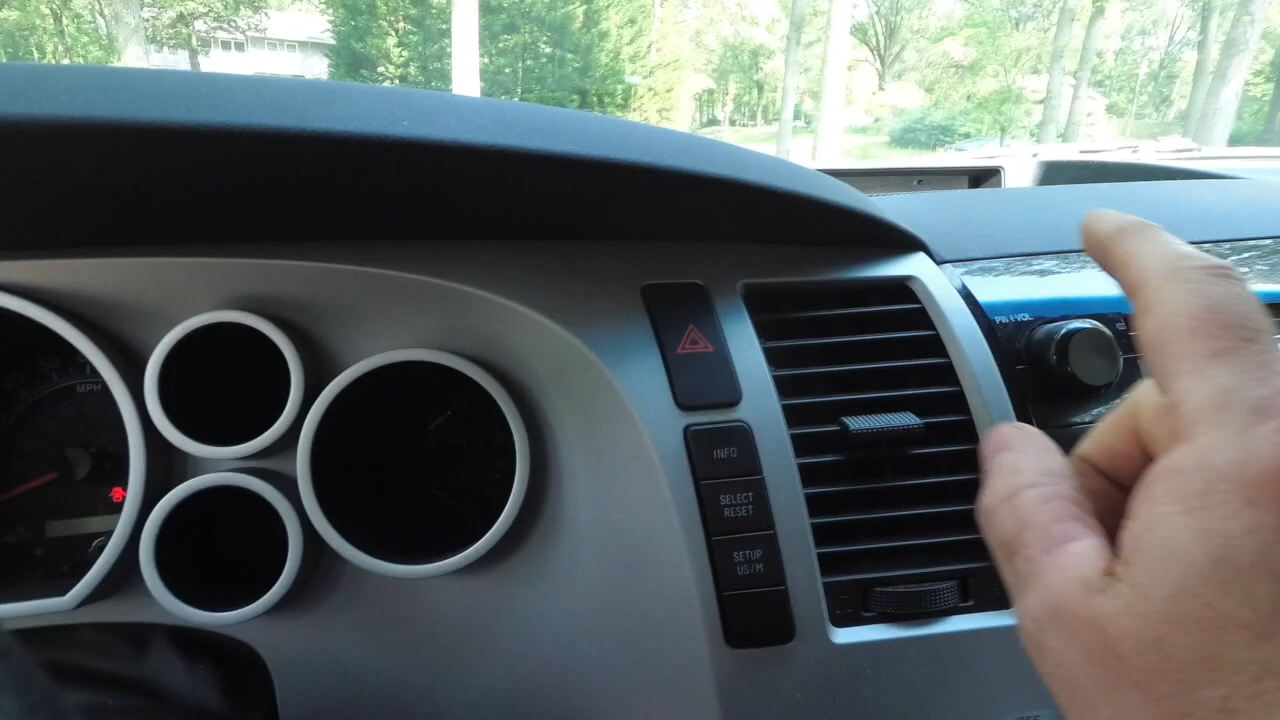 MPH
PWR·VOL
INFO
SELECT
RESET
SETUP
US/M